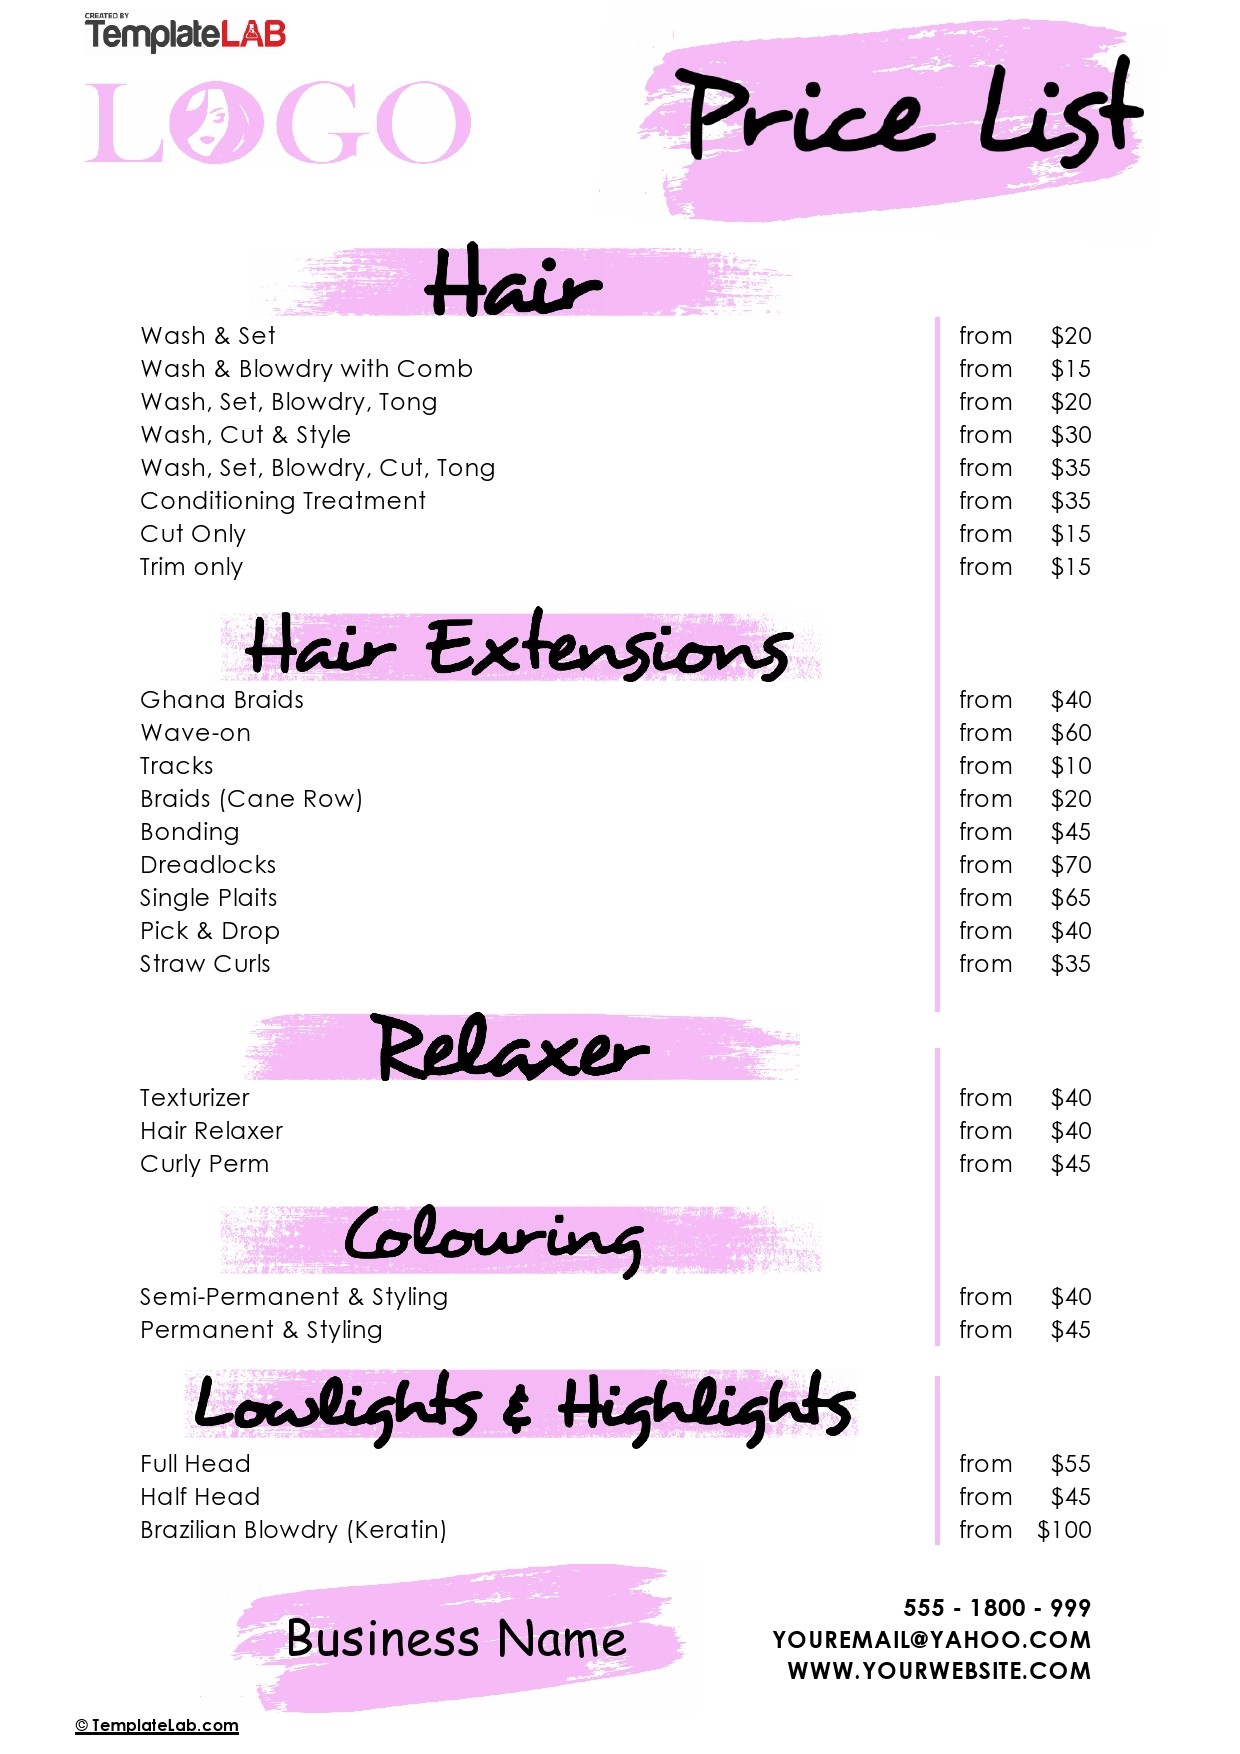 CREATED BY
TemplateLAB
LOGO
Price List
Hair
Wash & Set from $20
Wash & Blowdry with Comb from $15
Wash, Set, Blowdry, Tong from $20
Wash, Cut & Style from $30
Wash, Set, Blowdry, Cut, Tong from $35
Conditioning Treatment from $35
Cut Only from $15
Trim only from $15
Hair Extensions
Ghana Braids from $40
Wave-on from $60
Tracks from $10
Braids (Cane Row) from $20
Bonding from $45
Dreadlocks from $70
Single Plaits from $65
Pick & Drop from $40
Straw Curls from $35
Relaxer
Texturizer from $40
Hair Relaxer from $40
Curly Perm from $45
Colouring
Semi-Permanent & Styling from $40
Permanent & Styling from $45
Lowlights & Highlights
Full Head from $55
Half Head from $45
Brazilian Blowdry (Keratin) from $100
Business Name
555 - 1800 - 999
YOUREMAIL@YAHOO.COM
WWW.YOURWEBSITE.COM
© TemplateLab.com